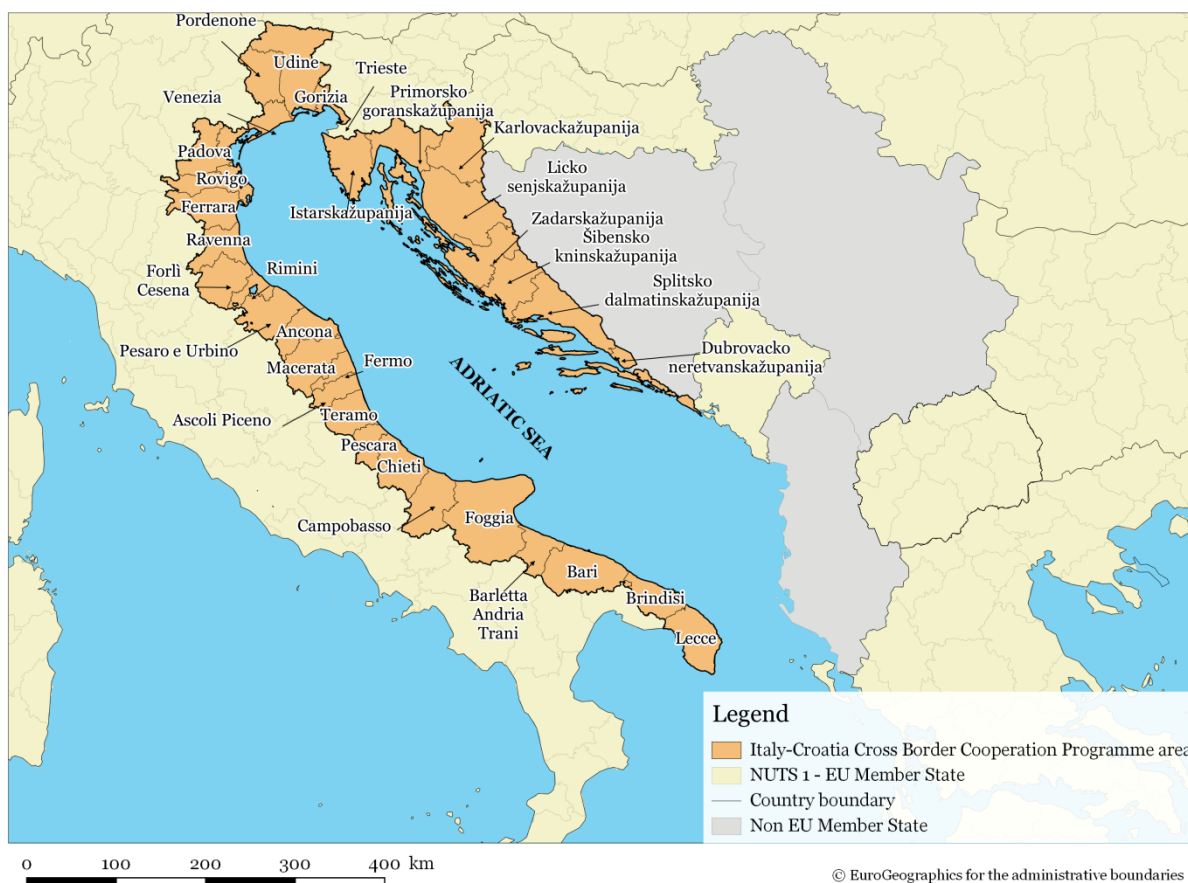 Pordenone
Udine
Trieste
Venezia
Gorizia
Primorsko
goranskažupanija
Karlovackažupanija
Padova
Licko
senjskažupanija
Rovigo
Ferrara
Istarskažupanija
Zadarskažupanija
Šibensko
kninskažupanija
Ravenna
Forlì
Cesena
Rimini
Splitsko
dalmatinskažupanija
Pesaro e Urbino
Ancona
Macerata
Fermo
Dubrovacko
neretvanskažupanija
ADRIATIC SEA
Ascoli Piceno
Teramo
Pescara
Chieti
Campobasso
Foggia
Bari
Barletta
Andria
Trani
Brindisi
Lecce
Legend
Italy-Croatia Cross Border Cooperation Programme area
NUTS 1 - EU Member State
Country boundary
Non EU Member State
0 100 200 300 400 km
© EuroGeographics for the administrative boundaries